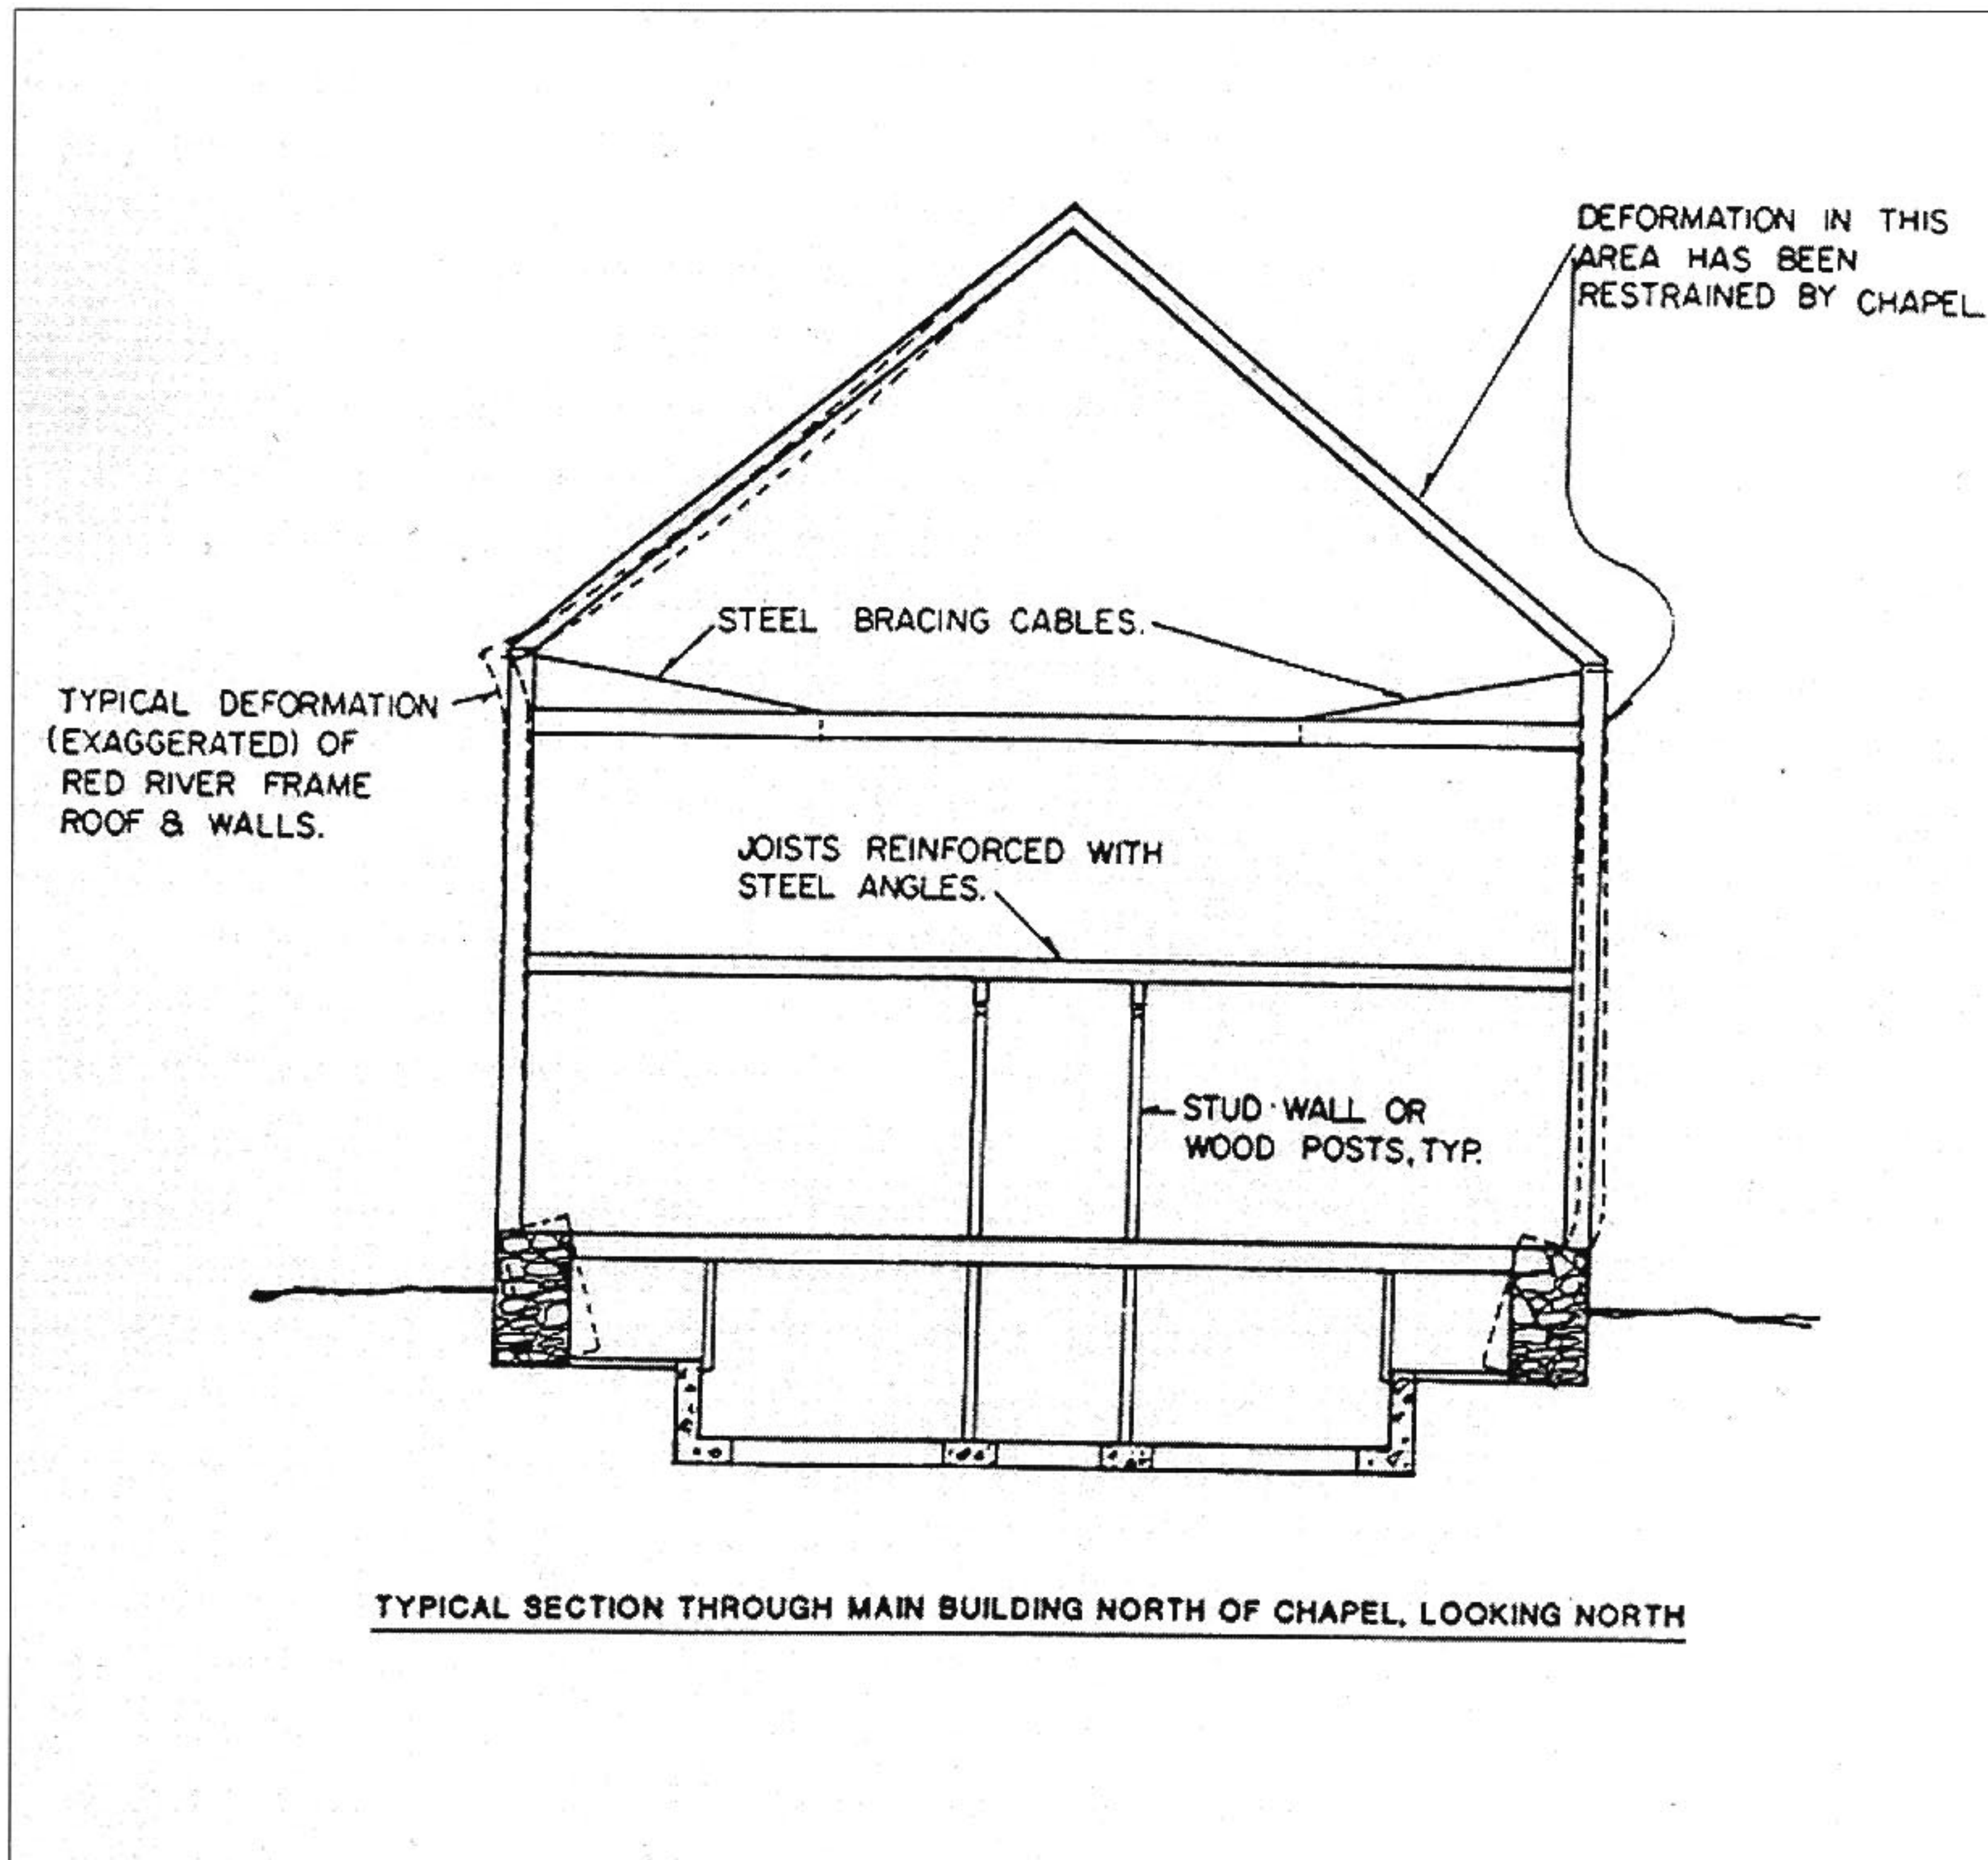 DEFORMATION IN THIS
AREA HAS BEEN
RESTRAINED BY CHAPEL.
STEEL BRACING CABLES.
TYPICAL DEFORMATION
(EXAGGERATED) OF
RED RIVER FRAME
ROOF & WALLS.
JOISTS REINFORCED WITH
STEEL ANGLES.
STUD WALL OR
WOOD POSTS, TYP.
TYPICAL SECTION THROUGH MAIN BUILDING NORTH OF CHAPEL, LOOKING NORTH